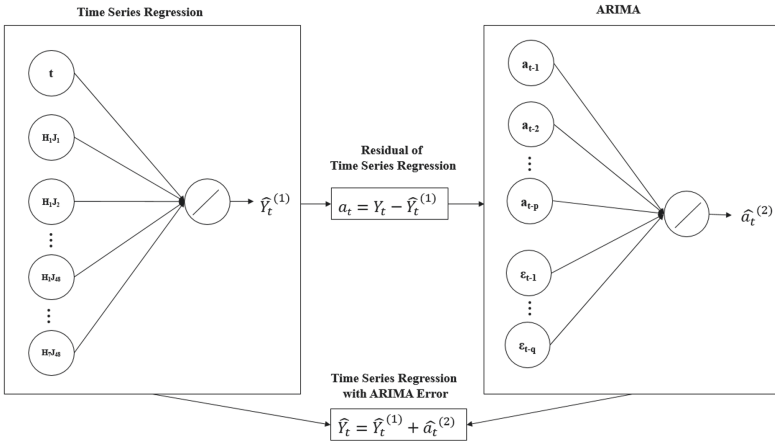 Time Series Regression
t
H₁J₁
H₁J₂
⋮
H₁J₄₈
⋮
H₇J₄₈
Ŷₜ⁽¹⁾
Residual of
Time Series Regression
aₜ = Yₜ − Ŷₜ⁽¹⁾
ARIMA
aₜ₋₁
aₜ₋₂
⋮
aₜ₋ₚ
εₜ₋₁
⋮
εt-q
âₜ⁽²⁾
Time Series Regression
with ARIMA Error
Ŷₜ = Ŷₜ⁽¹⁾ + âₜ⁽²⁾